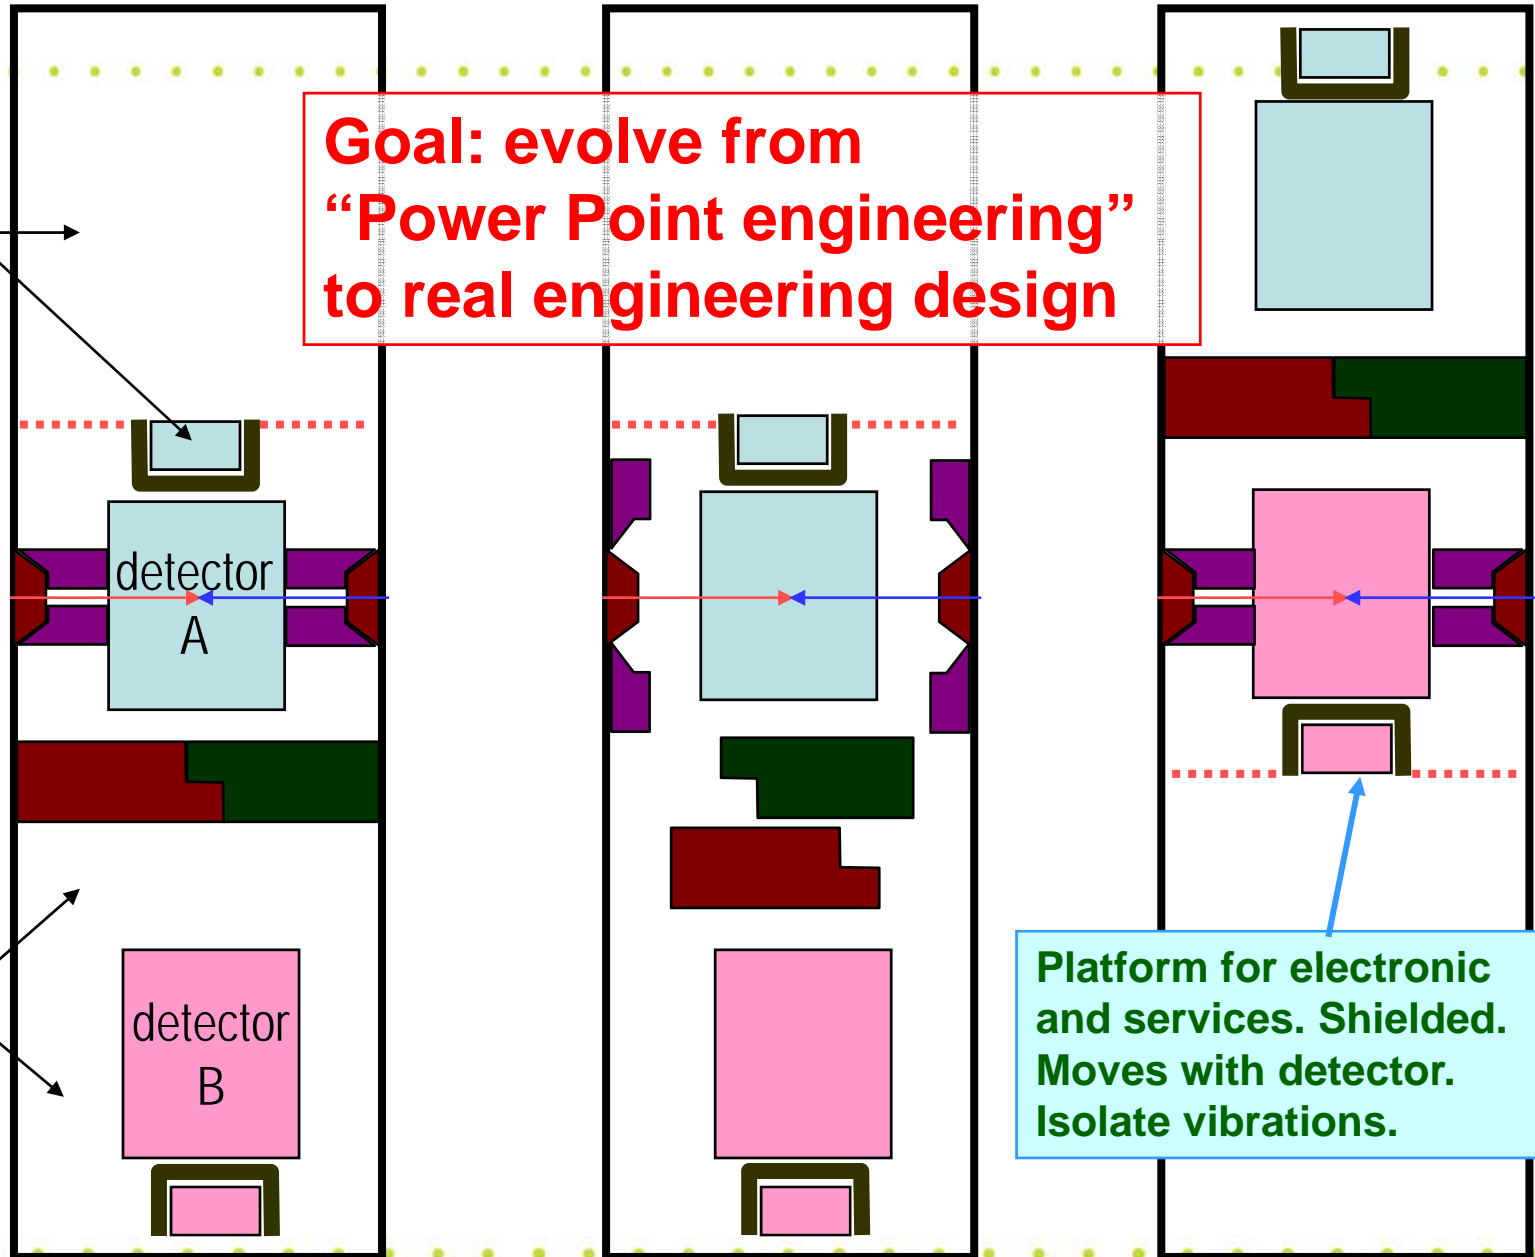 Goal: evolve from
“Power Point engineering”
to real engineering design
detector
A
detector
B
Platform for electronic
and services. Shielded.
Moves with detector.
Isolate vibrations.